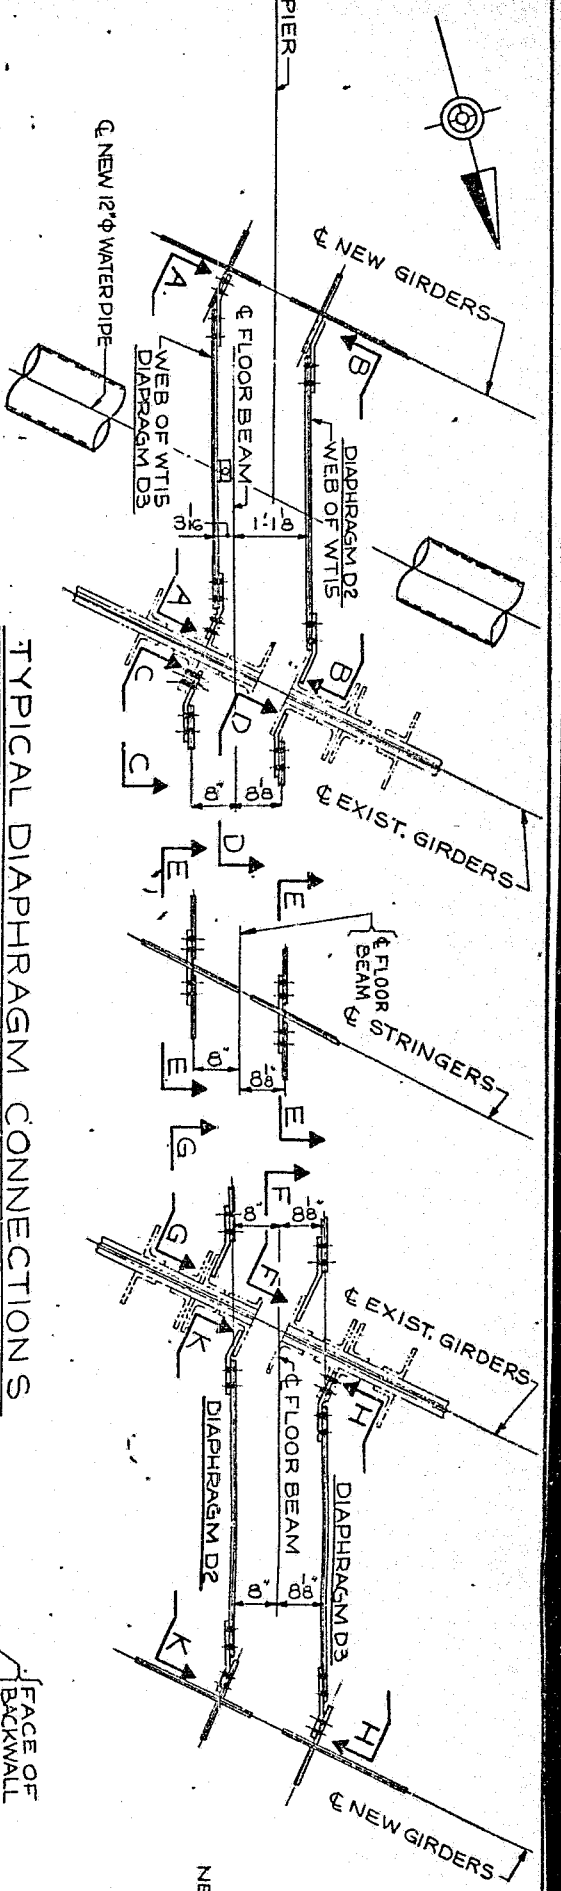 PIER
℄ NEW GIRDERS
℄ NEW 12"Φ WATERPIPE
A
B
℄ FLOOR BEAM
WEB OF WT15
DIAPRAGM D3
DIAPHRAGM D2
WEB OF WT15
1'-1 1/8
A
B
C
D
C
8"
8 1/8
℄ EXIST. GIRDERS
D
E
E
℄ FLOOR
BEAM
℄ STRINGERS
8"
8 1/8"
E
E
G
F
8"
8 1/8"
G
F
℄ EXIST. GIRDERS
K
H
℄ FLOOR BEAM
DIAPHRAGM D2
DIAPHRAGM D3
8"
8 1/8"
K
H
℄ NEW GIRDERS
TYPICAL DIAPHRAGM CONNECTIONS
FACE OF
BACKWALL
NE